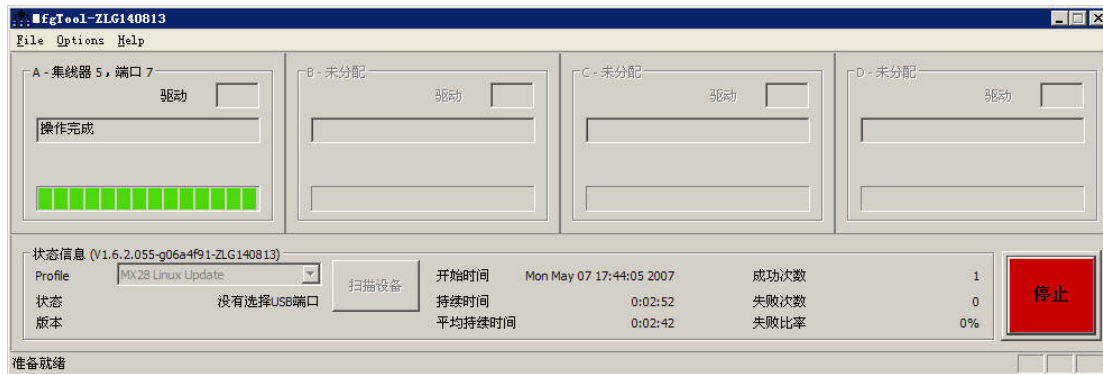 MfgTool-ZLG140813
File Options Help
A - 集线器 5，端口 7
驱动
操作完成
B - 未分配
驱动
C - 未分配
驱动
D - 未分配
驱动
状态信息 (V1.6.2.055-g06a4f91-ZLG140813)
Profile MX28 Linux Update
扫描设备
状态 没有选择USB端口
版本
开始时间 Mon May 07 17:44:05 2007
持续时间 0:02:52
平均持续时间 0:02:42
成功次数 1
失败次数 0
失败比率 0%
停止
准备就绪